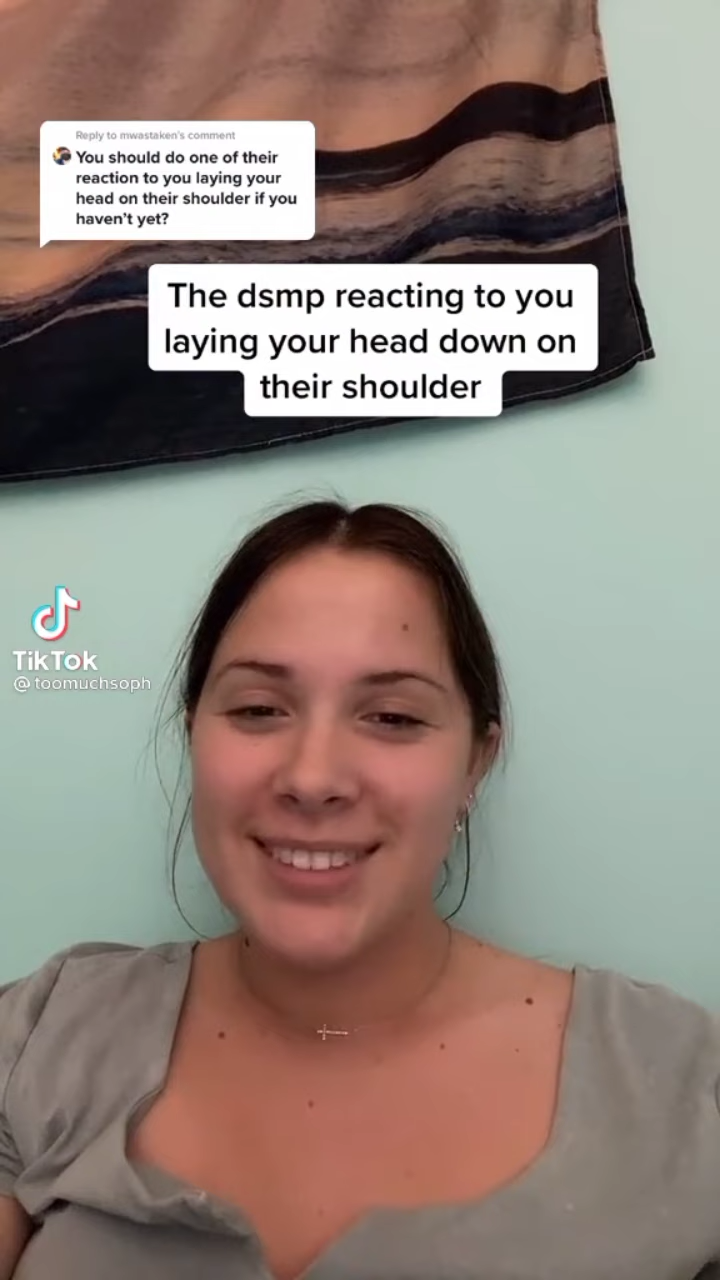 Reply to mwastaken's comment
You should do one of their
reaction to you laying your
head on their shoulder if you
haven't yet?
The dsmp reacting to you
laying your head down on
their shoulder
TikTok
@toomuchsoph